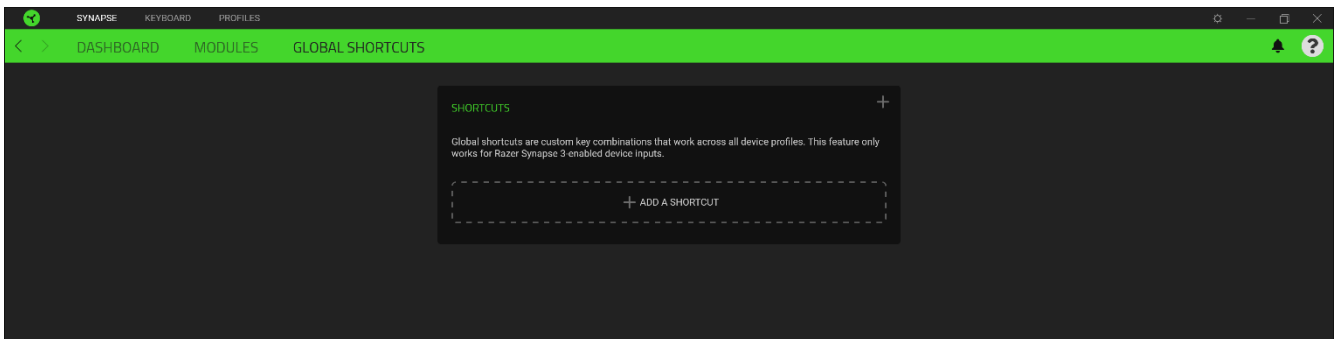 SYNAPSE KEYBOARD PROFILES
DASHBOARD MODULES GLOBAL SHORTCUTS
?
SHORTCUTS
Global shortcuts are custom key combinations that work across all device profiles. This feature only
works for Razer Synapse 3-enabled device inputs.
ADD A SHORTCUT